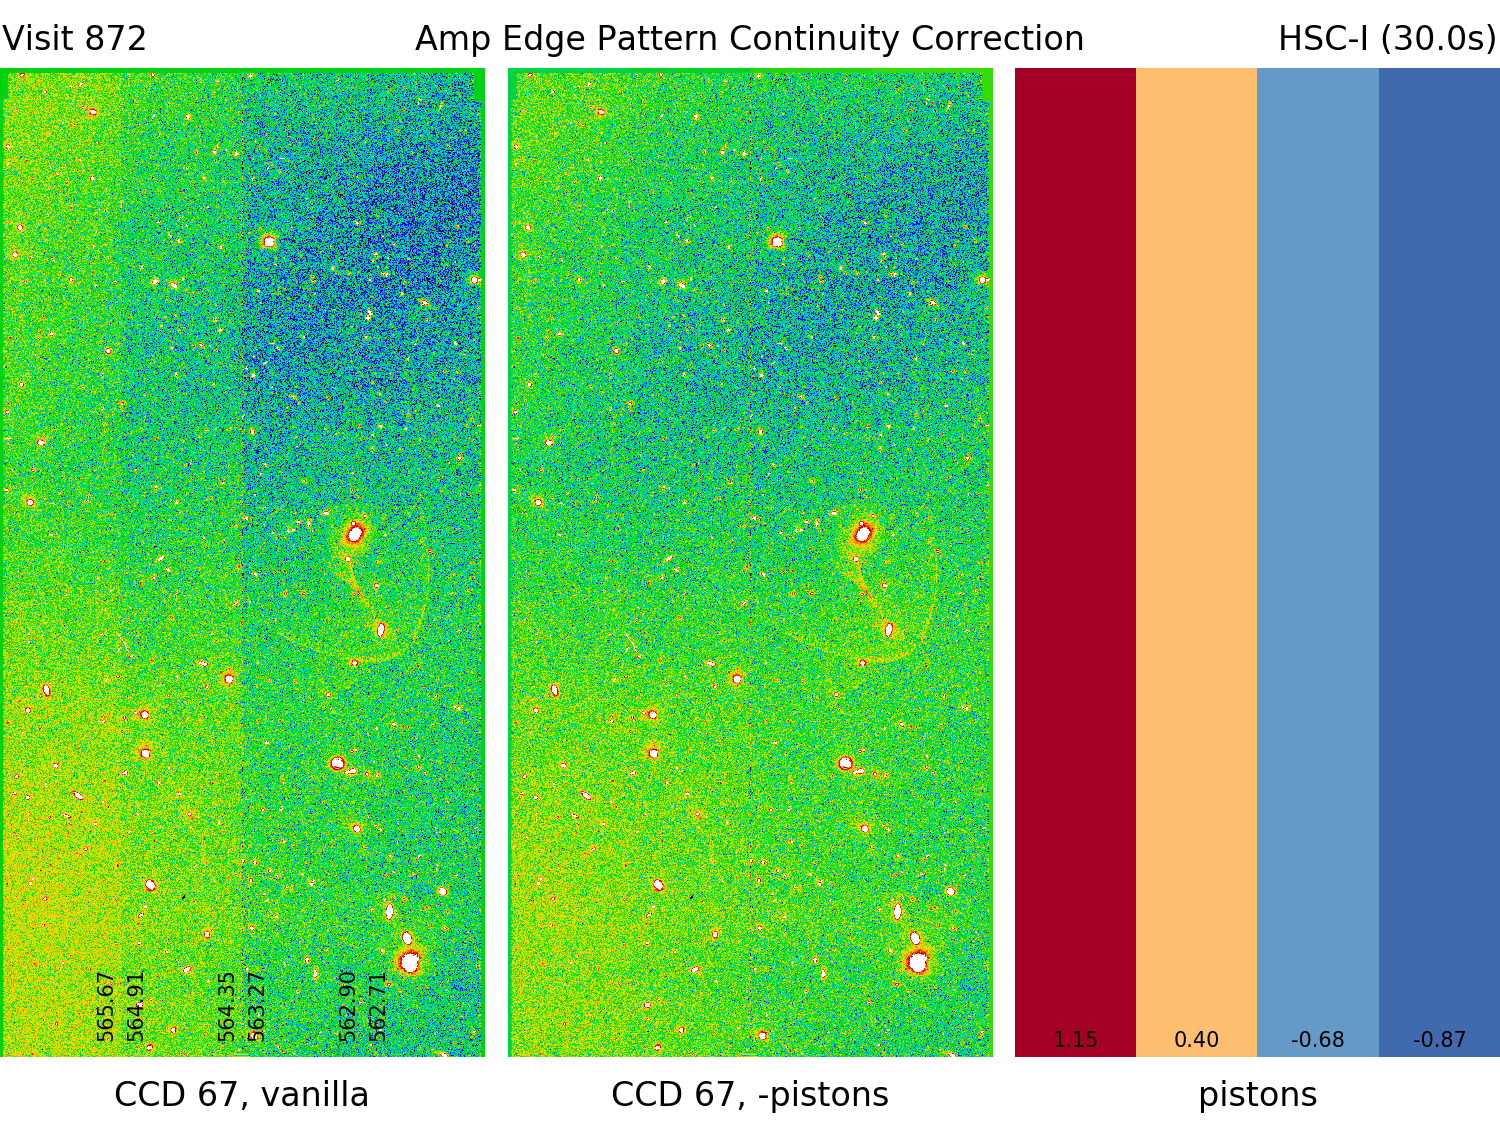 Visit 872 Amp Edge Pattern Continuity Correction HSC-I (30.0s)
565.67
564.91
564.35
563.27
562.90
562.71
1.15 0.40 -0.68 -0.87
CCD 67, vanilla CCD 67, -pistons pistons